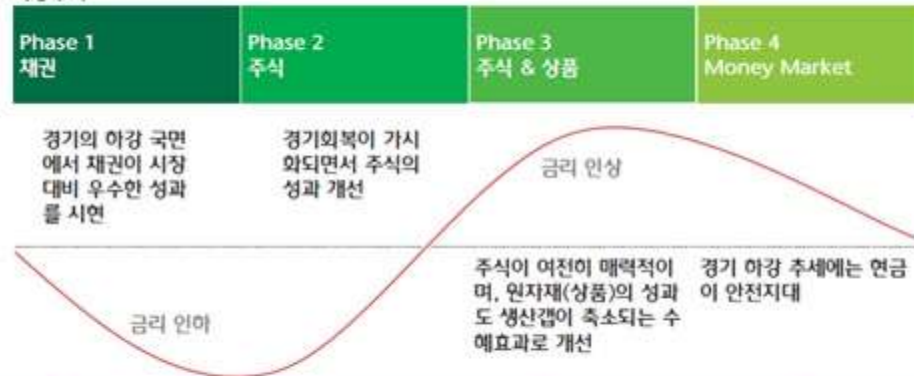 Phase 1
채권
Phase 2
주식
Phase 3
주식 & 상품
Phase 4
Money Market
경기의 하강 국면
에서 채권이 시장
대비 우수한 성과
를 시현
경기회복이 가시
화되면서 주식의
성과 개선
금리 인상
금리 인하
주식이 여전히 매력적이
며, 원자재(상품)의 성과
도 생산갭이 축소되는 수
혜효과로 개선
경기 하강 추세에는 현금
이 안전지대